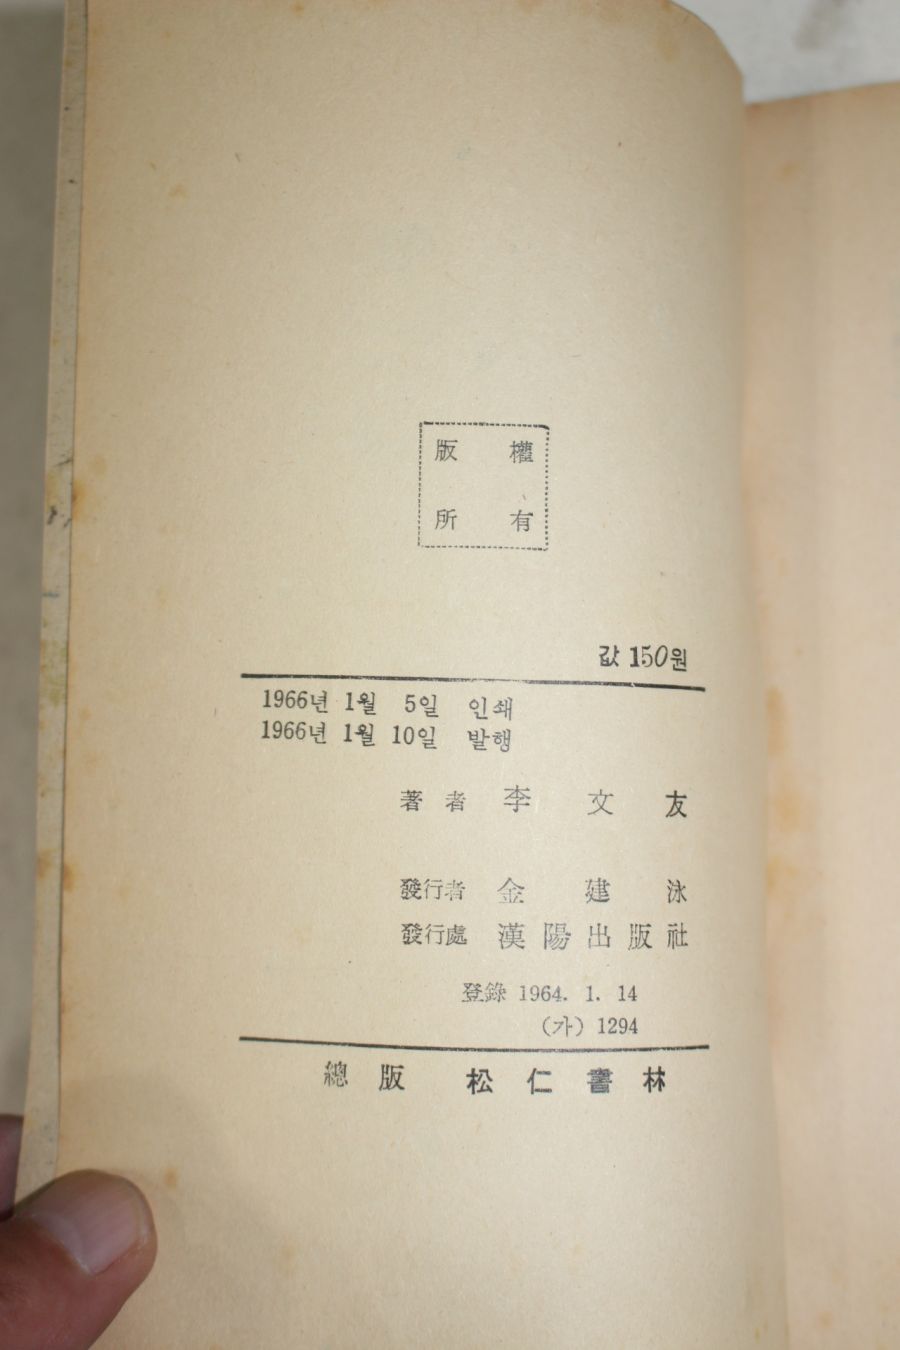 版 權
所 有
값 150원
1966년 1월 5일 인쇄
1966년 1월 10일 발행
著 者 李 文 友
發行者 金 建 泳
發行處 漢 陽 出 版 社
登錄 1964. 1. 14
(가) 1294
總 版 松 仁 書 林